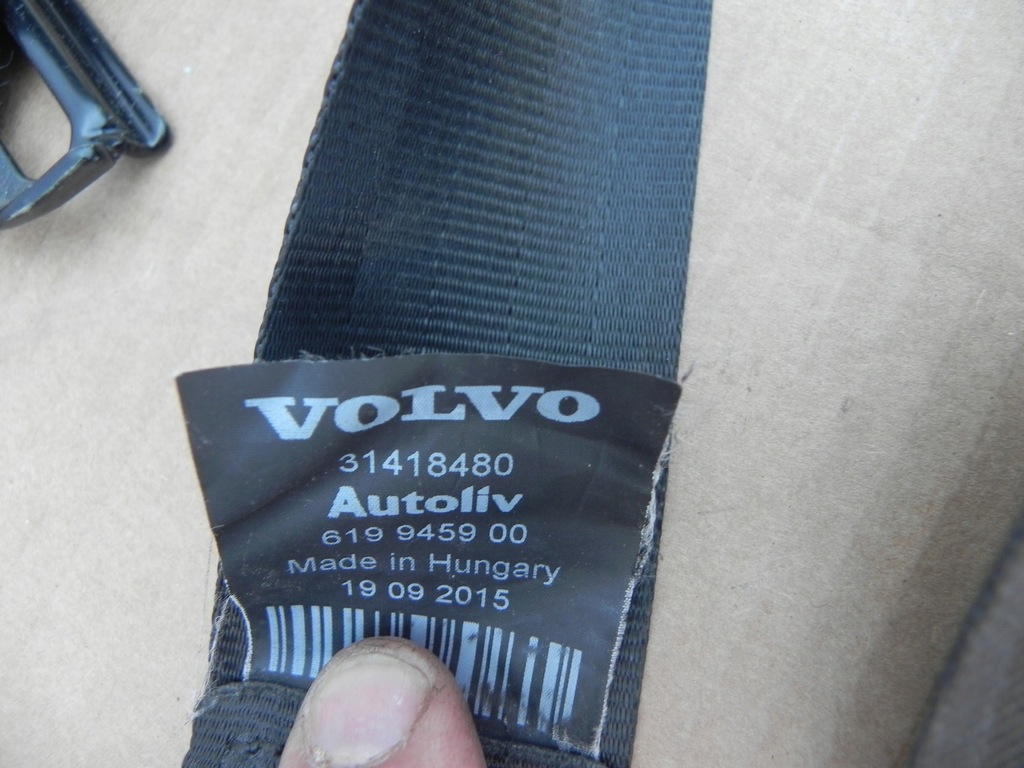 VOLVO
31418480
Autoliv
619 9459 00
Made in Hungary
19 09 2015